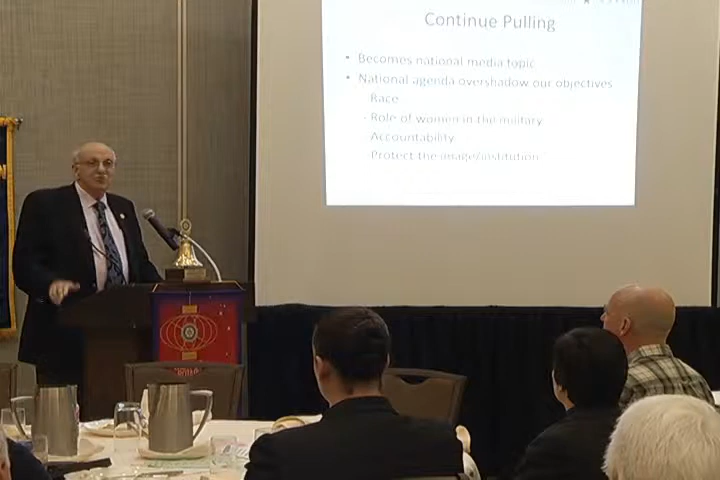 Continue Pulling
• Becomes national media topic
• National agenda overshadow our objectives
Race
- Role of women in the military
Accountability
Protect the image/institution